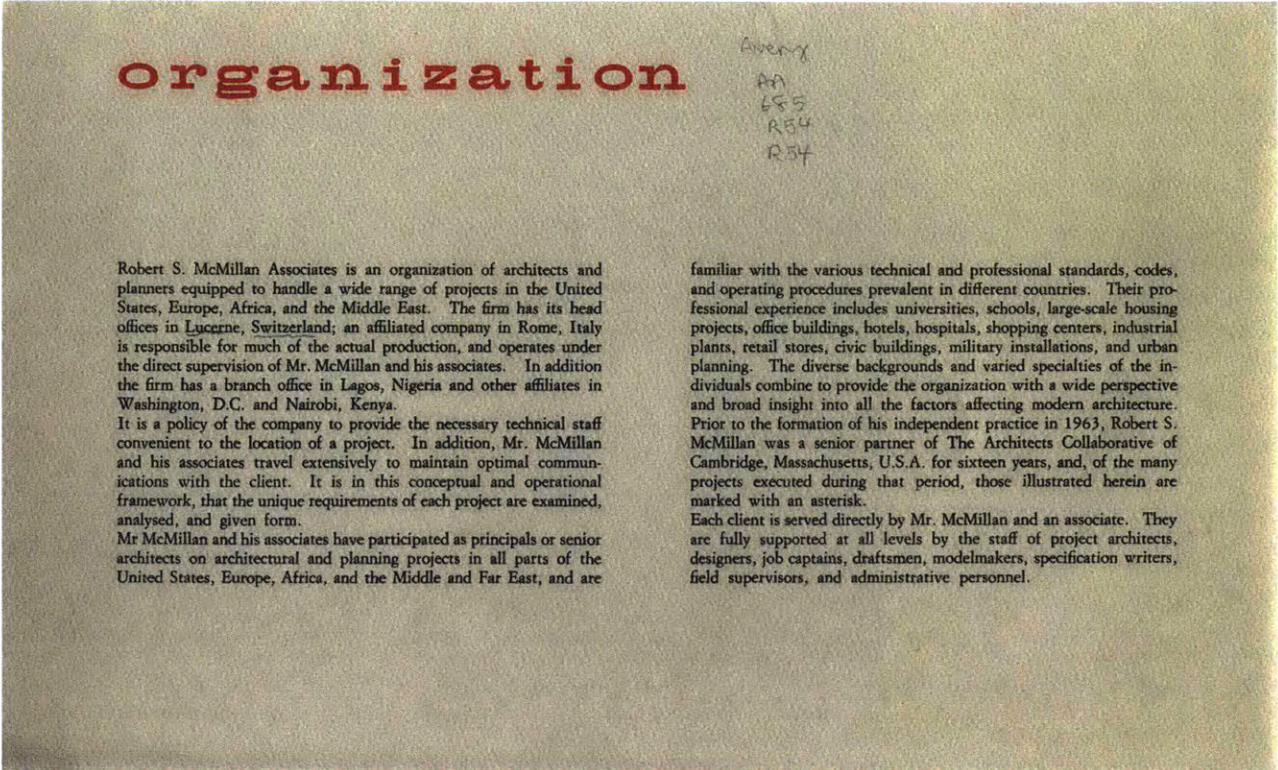 organization
Avery
AA
685
R54
R54
Robert S. McMillan Associates is an organization of architects and
planners equipped to handle a wide range of projects in the United
States, Europe, Africa, and the Middle East. The firm has its head
offices in Lucerne, Switzerland; an affiliated company in Rome, Italy
is responsible for much of the actual production, and operates under
the direct supervision of Mr. McMillan and his associates. In addition
the firm has a branch office in Lagos, Nigeria and other affiliates in
Washington, D.C. and Nairobi, Kenya.
It is a policy of the company to provide the necessary technical staff
convenient to the location of a project. In addition, Mr. McMillan
and his associates travel extensively to maintain optimal commun-
ications with the client. It is in this conceptual and operational
framework, that the unique requirements of each project are examined,
analysed, and given form.
Mr McMillan and his associates have participated as principals or senior
architects on architectural and planning projects in all parts of the
United States, Europe, Africa, and the Middle and Far East, and are
familiar with the various technical and professional standards, codes,
and operating procedures prevalent in different countries. Their pro-
fessional experience includes universities, schools, large-scale housing
projects, office buildings, hotels, hospitals, shopping centers, industrial
plants, retail stores, civic buildings, military installations, and urban
planning. The diverse backgrounds and varied specialties of the in-
dividuals combine to provide the organization with a wide perspective
and broad insight into all the factors affecting modern architecture.
Prior to the formation of his independent practice in 1963, Robert S.
McMillan was a senior partner of The Architects Collaborative of
Cambridge, Massachusetts, U.S.A. for sixteen years, and, of the many
projects executed during that period, those illustrated herein are
marked with an asterisk.
Each client is served directly by Mr. McMillan and an associate. They
are fully supported at all levels by the staff of project architects,
designers, job captains, draftsmen, modelmakers, specification writers,
field supervisors, and administrative personnel.